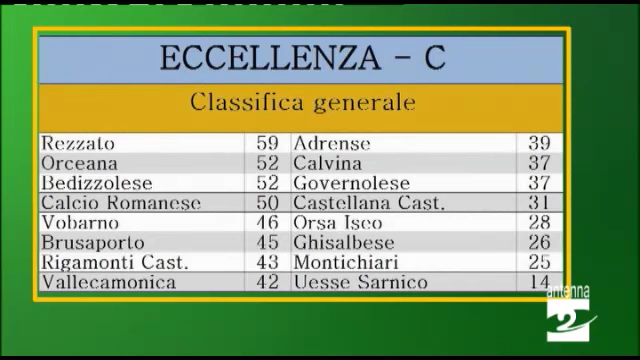 ECCELLENZA - C
Classifica generale
Rezzato 59 Adrense 39
Orceana 52 Calvina 37
Bedizzolese 52 Governolese 37
Calcio Romanese 50 Castellana Cast. 31
Vobarno 46 Orsa Iseo 28
Brusaporto 45 Ghisalbese 26
Rigamonti Cast. 43 Montichiari 25
Vallecamonica 42 Uesse Sarnico 14
antenna
2